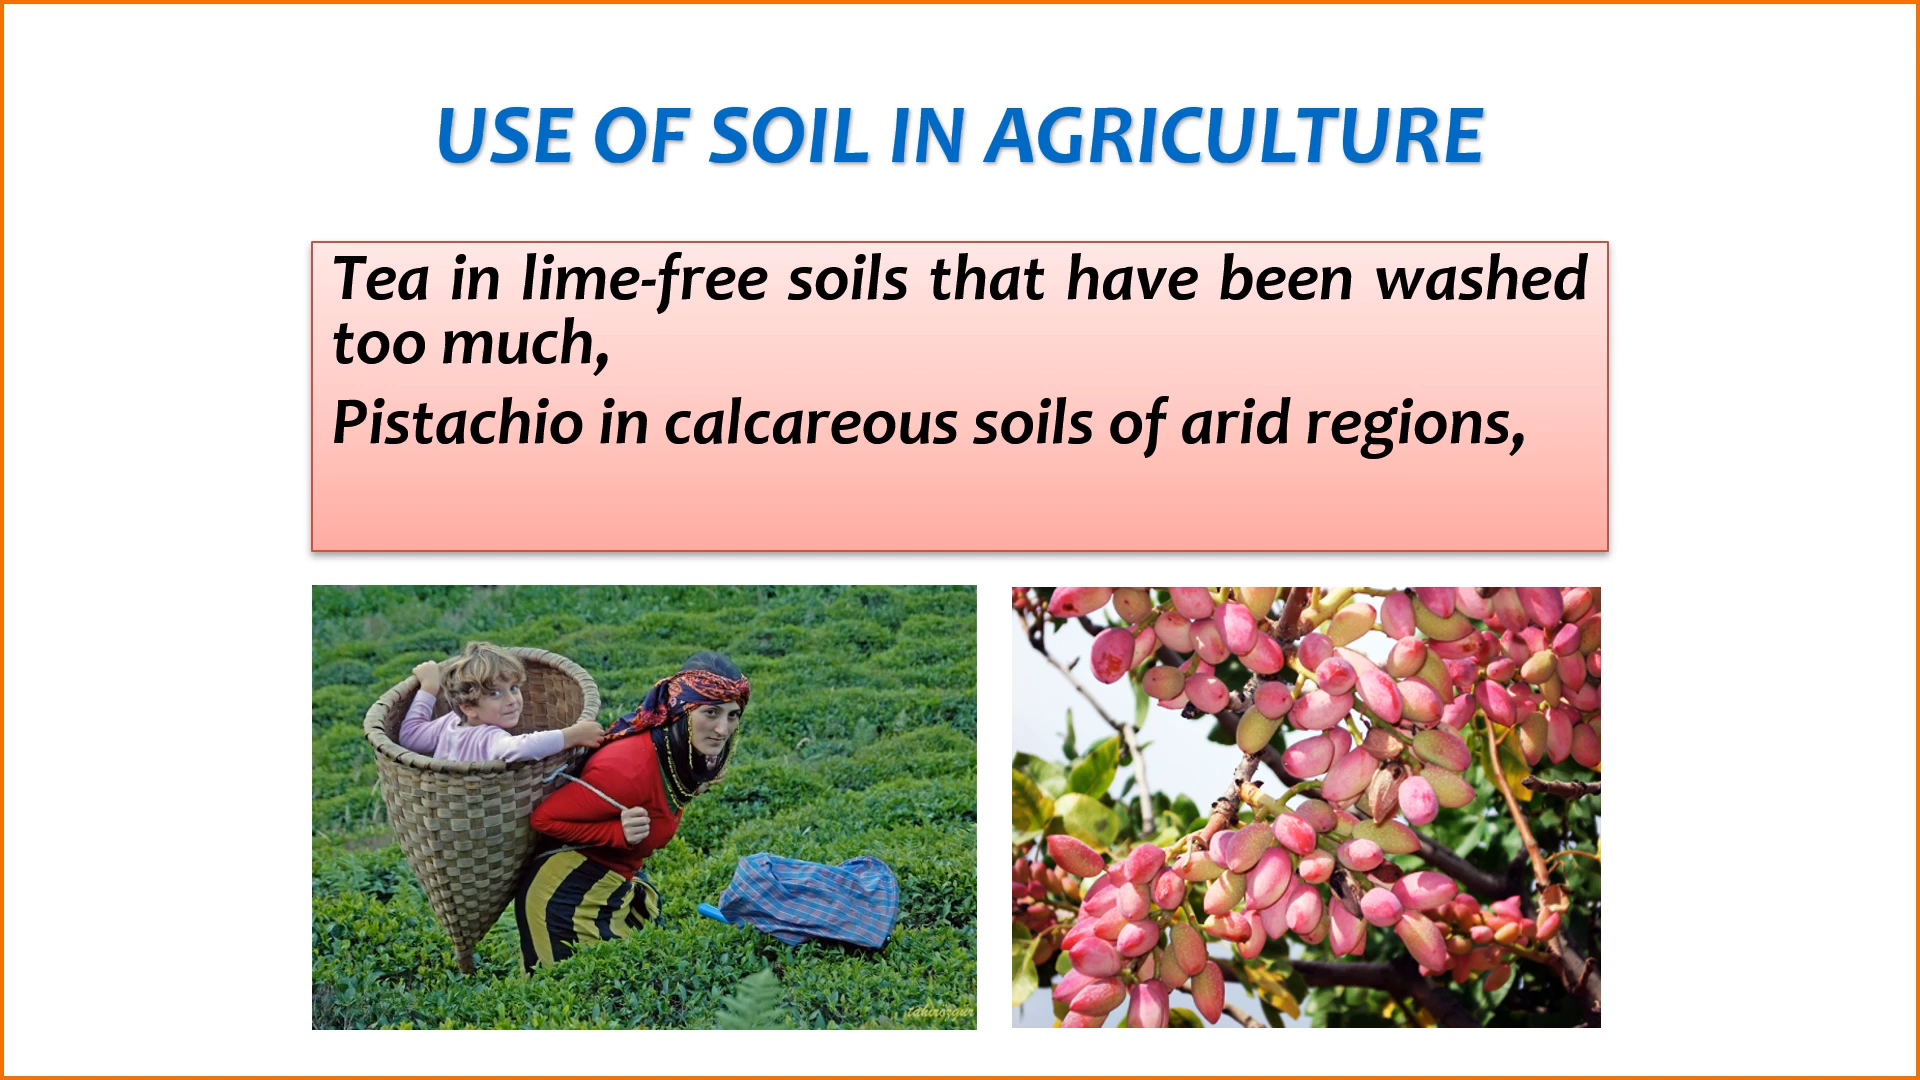 USE OF SOIL IN AGRICULTURE
Tea in lime-free soils that have been washed
too much,
Pistachio in calcareous soils of arid regions,
tahirozgur